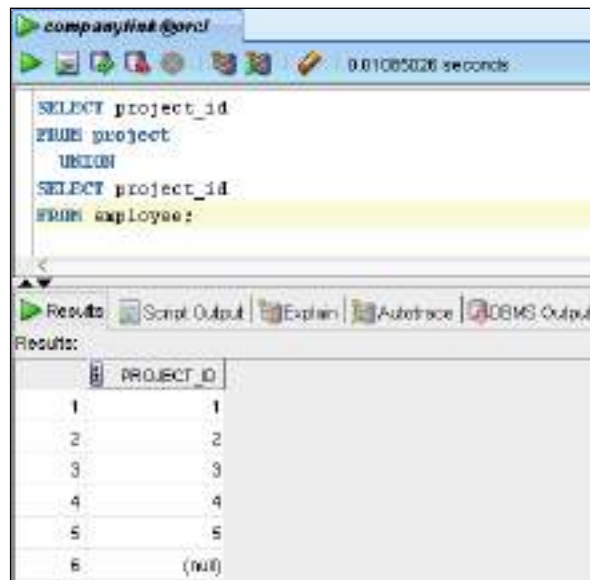 companylink@orcl
0.01085026 seconds
SELECT project_id
FROM project
UNION
SELECT project_id
FROM employee;
Results Script Output Explain Autotrace DBMS Output
Results:
PROJECT_ID
1 1
2 2
3 3
4 4
5 5
6 (null)